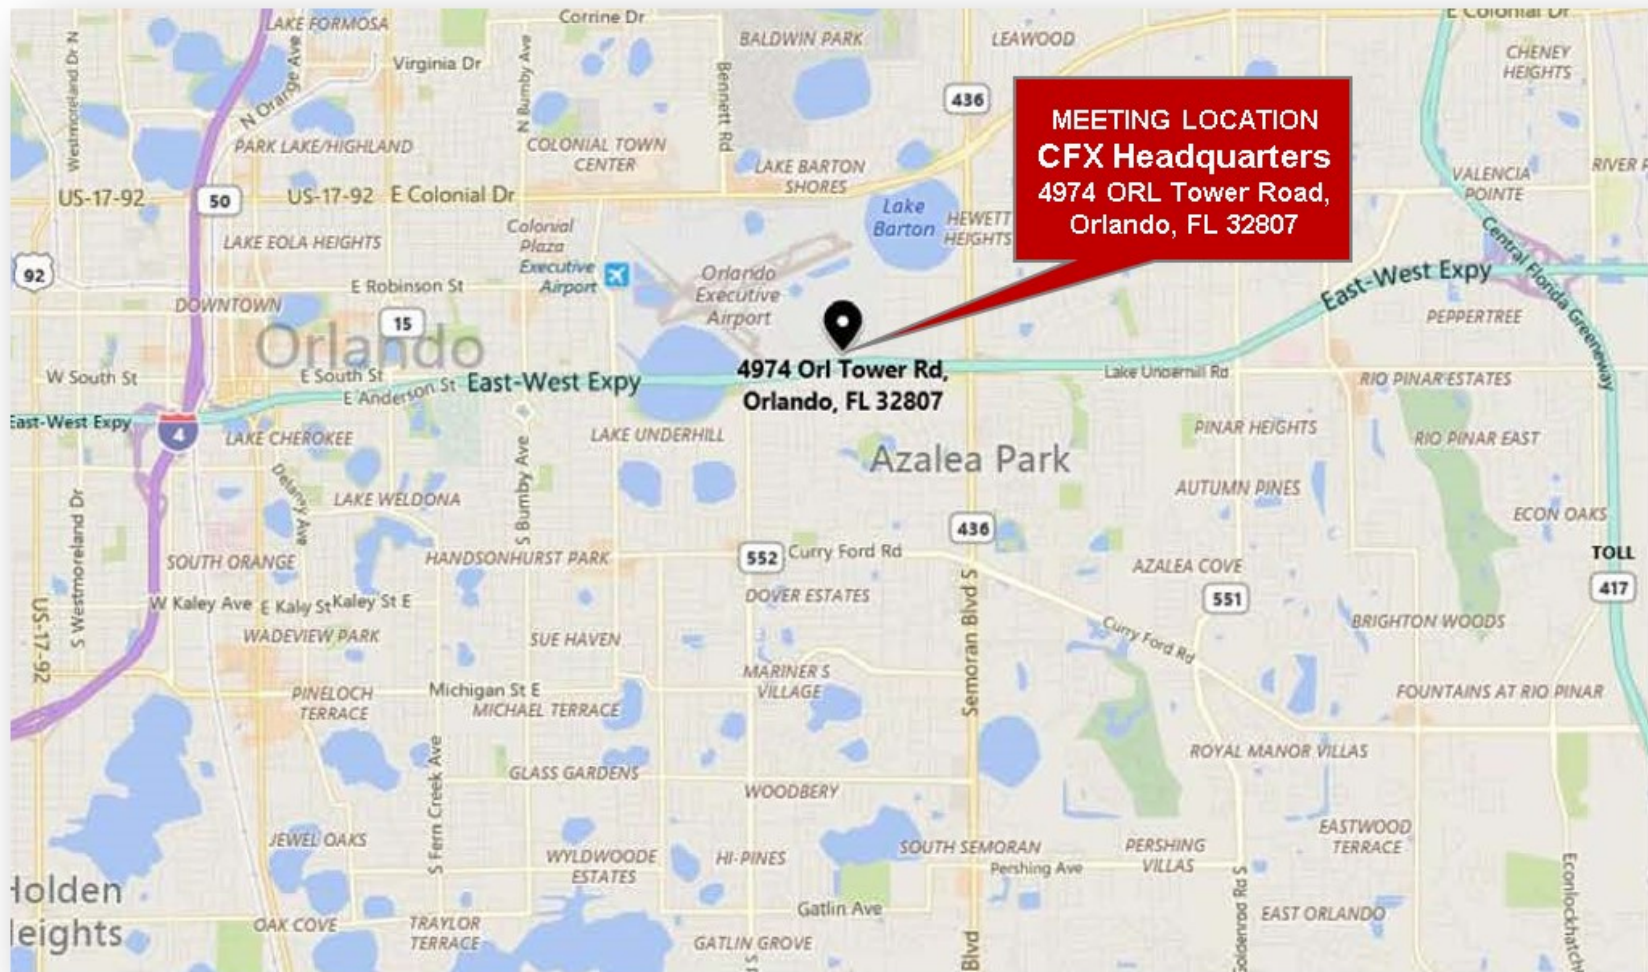 LAKE FORMOSA
Corrine Dr
BALDWIN PARK
LEAWOOD
E Colonial Dr
CHENEY
HEIGHTS
Westmoreland Dr N
N Orange Ave
Virginia Dr
N Bumby Ave
Bennett Rd
436
MEETING LOCATION
CFX Headquarters
4974 ORL Tower Road,
Orlando, FL 32807
PARK LAKE/HIGHLAND
COLONIAL TOWN
CENTER
LAKE BARTON
SHORES
VALENCIA
POINTE
RIVER P
US-17-92
50
US-17-92
E Colonial Dr
Lake
Barton
HEWETT
HEIGHTS
LAKE EOLA HEIGHTS
Colonial
Plaza
Executive
Airport
Orlando
Executive
Airport
Central Florida Greeneway
East-West Expy
92
E Robinson St
DOWNTOWN
15
PEPPERTREE
Orlando
W South St
E South St
E Anderson St
East-West Expy
4974 Orl Tower Rd,
Orlando, FL 32807
Lake Underhill Rd
RIO PINAR ESTATES
East-West Expy
4
LAKE CHEROKEE
LAKE UNDERHILL
PINAR HEIGHTS
RIO PINAR EAST
Azalea Park
Delaney Ave
S Bumby Ave
LAKE WELDONA
AUTUMN PINES
ECON OAKS
S Westmoreland Dr
436
SOUTH ORANGE
HANDSONHURST PARK
552
Curry Ford Rd
AZALEA COVE
TOLL
417
W Kaley Ave
E Kaly St
Kaley St E
DOVER ESTATES
551
US-17-92
WADEVIEW PARK
SUE HAVEN
Semoran Blvd S
Curry Ford Rd
BRIGHTON WOODS
PINELOCH
TERRACE
Michigan St E
MICHAEL TERRACE
MARINER S
VILLAGE
FOUNTAINS AT RIO PINAR
S Fern Creek Ave
GLASS GARDENS
WOODBERY
ROYAL MANOR VILLAS
JEWEL OAKS
WYLDWOODE
ESTATES
HI-PINES
SOUTH SEMORAN
Pershing Ave
PERSHING
VILLAS
EASTWOOD
TERRACE
Holden
Heights
OAK COVE
TRAYLOR
TERRACE
Gatlin Ave
GATLIN GROVE
Blvd
Goldenrod Rd S
EAST ORLANDO
Econlockhatch